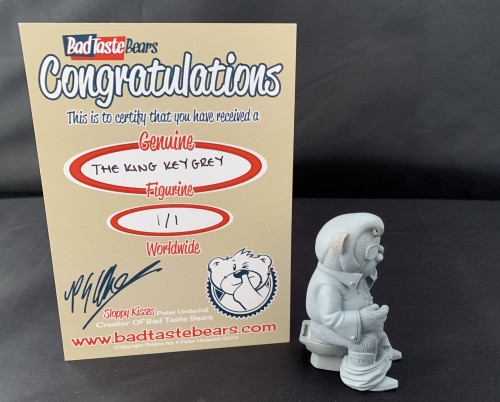 BadTasteBears
Congratulations
This is to certify that you have received a
Genuine
THE KING KEY GREY
Figurine
1/1
Worldwide
Sloppy Kisses Peter Underhill
Creator Of Bad Taste Bears
www.badtastebears.com